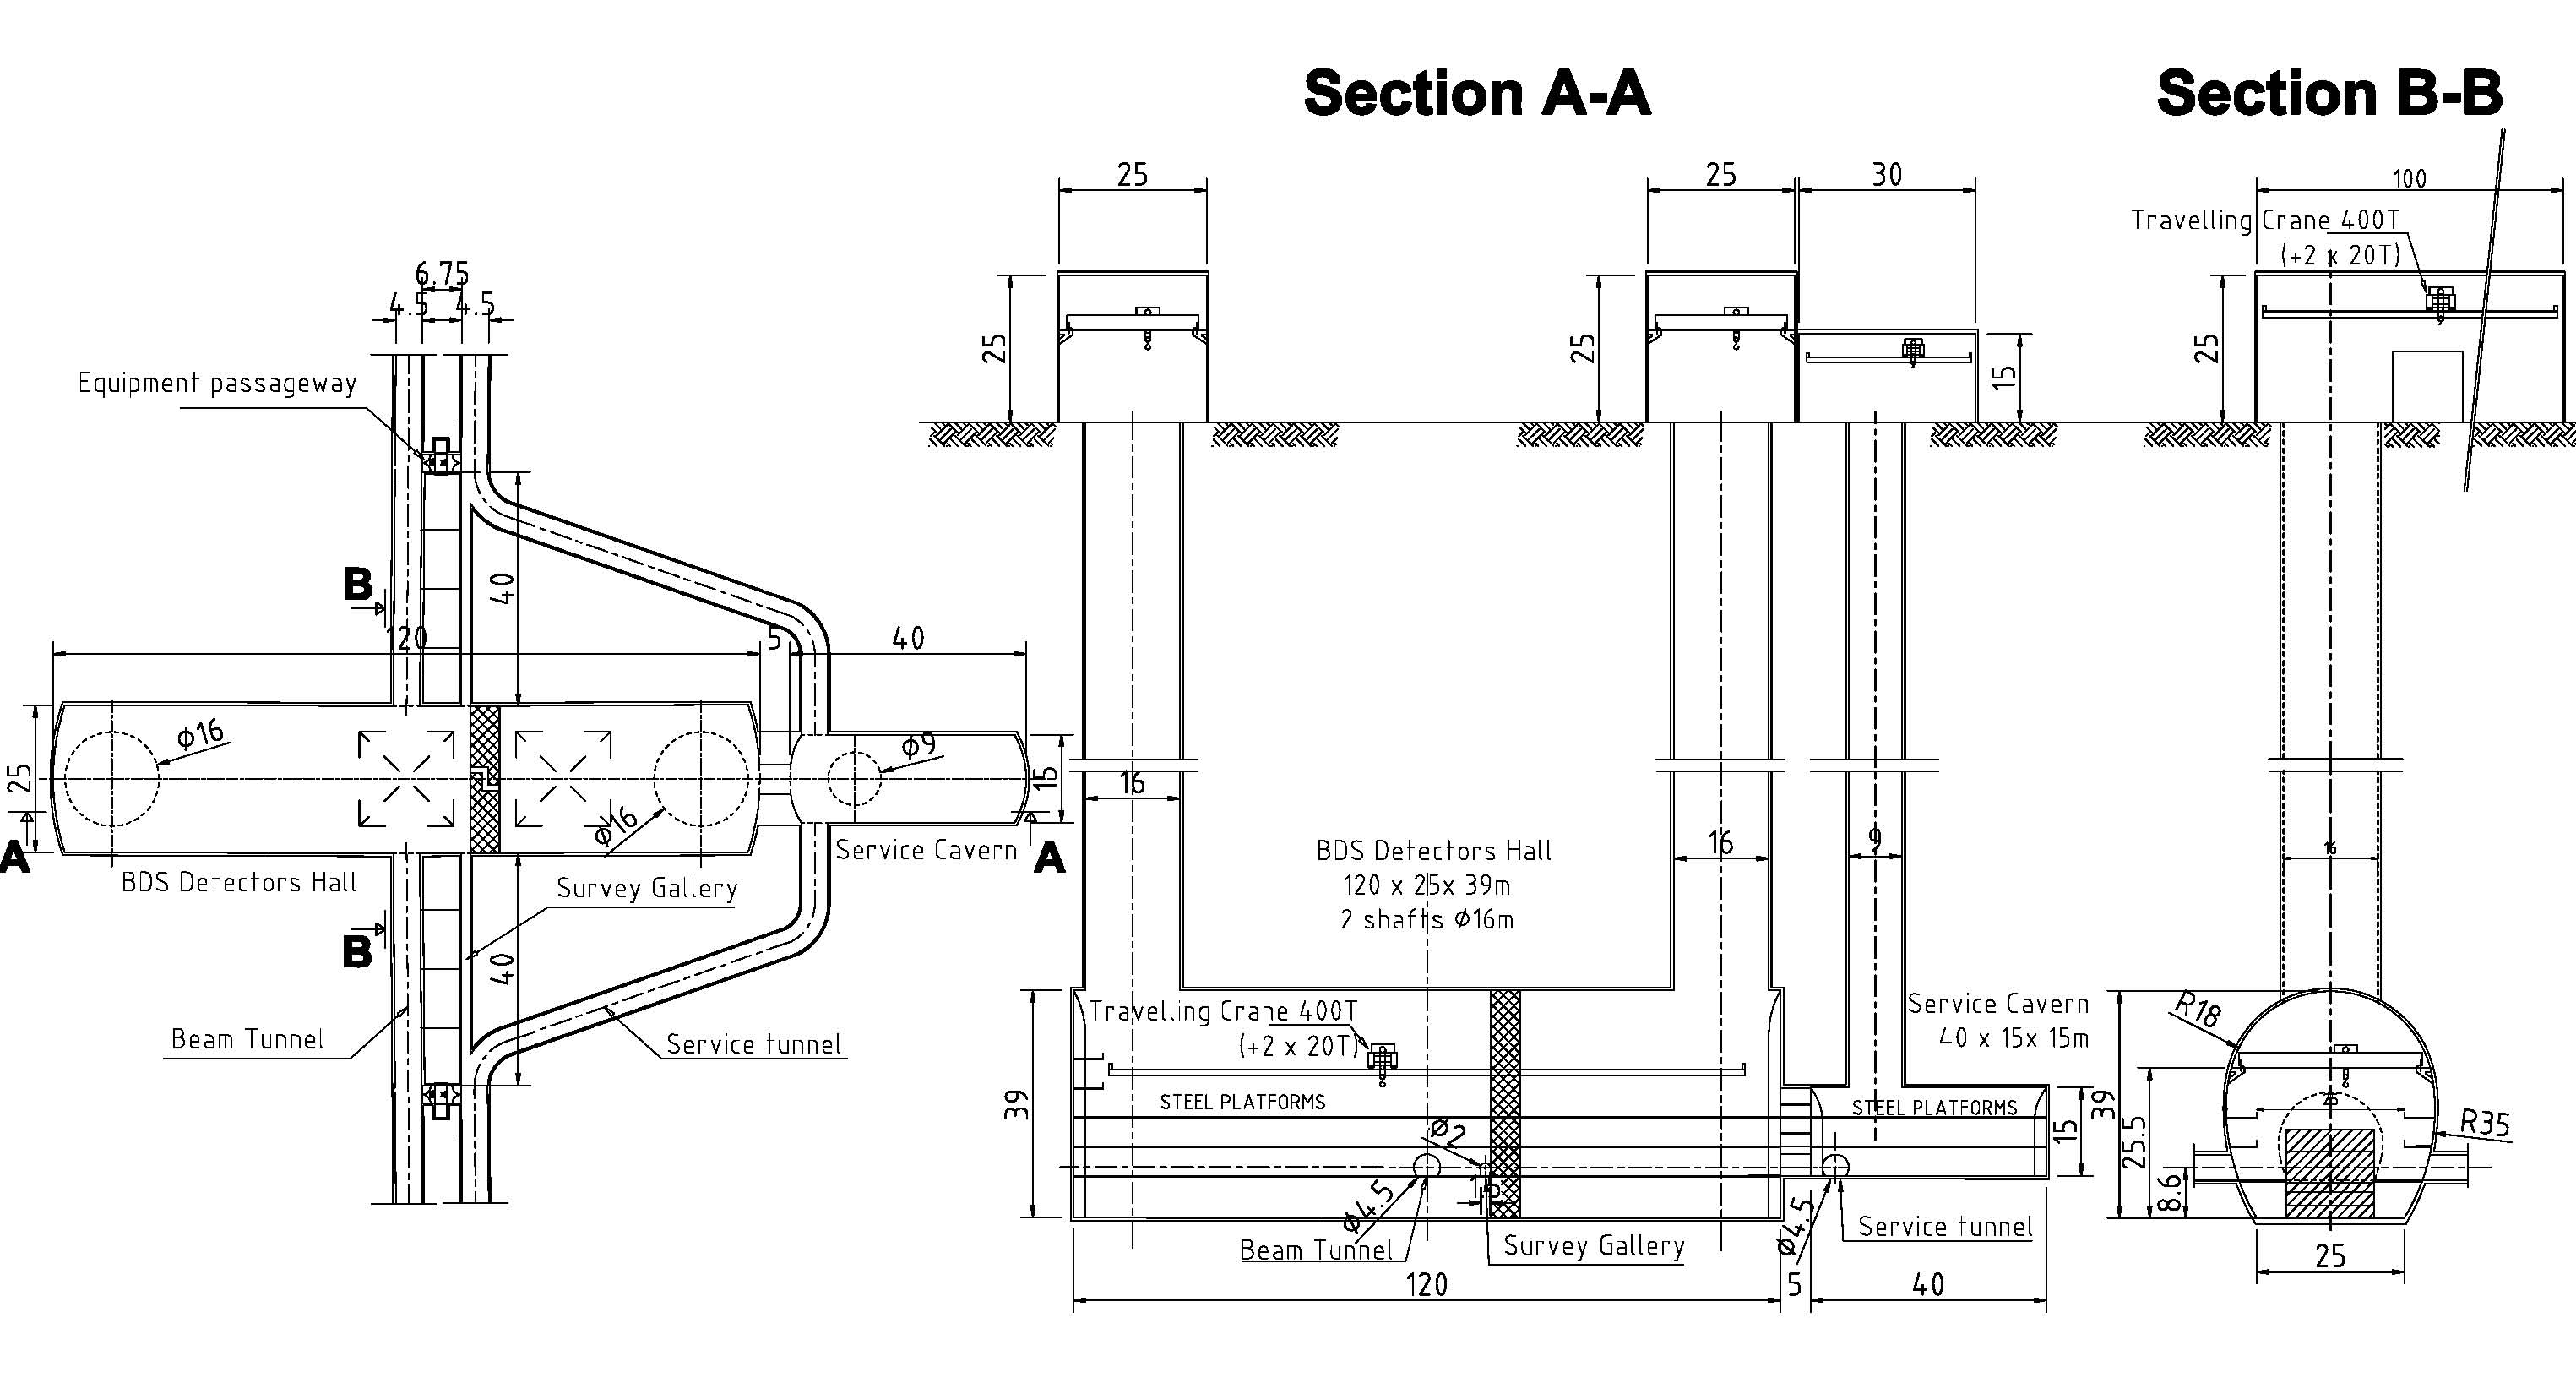 Section A-A
Section B-B
25
25
30
100
Travelling Crane 400T
(+2 x 20T)
6.75
4.5
4.5
25
25
15
25
Equipment passageway
40
B
120
5
40
ϕ16
ϕ9
25
15
ϕ16
A
A
Service Cavern
BDS Detectors Hall
Survey Gallery
B
40
Beam Tunnel
Service tunnel
16
16
9
16
BDS Detectors Hall
120 x 25x 39m
2 shafts ϕ16m
Travelling Crane 400T
(+2 x 20T)
Service Cavern
40 x 15x 15m
R18
39
STEEL PLATFORMS
STEEL PLATFORMS
15
39
25.5
R35
ϕ2
8.6
ϕ4.5
ϕ4.5
Beam Tunnel
Survey Gallery
Service tunnel
25
120
5
40